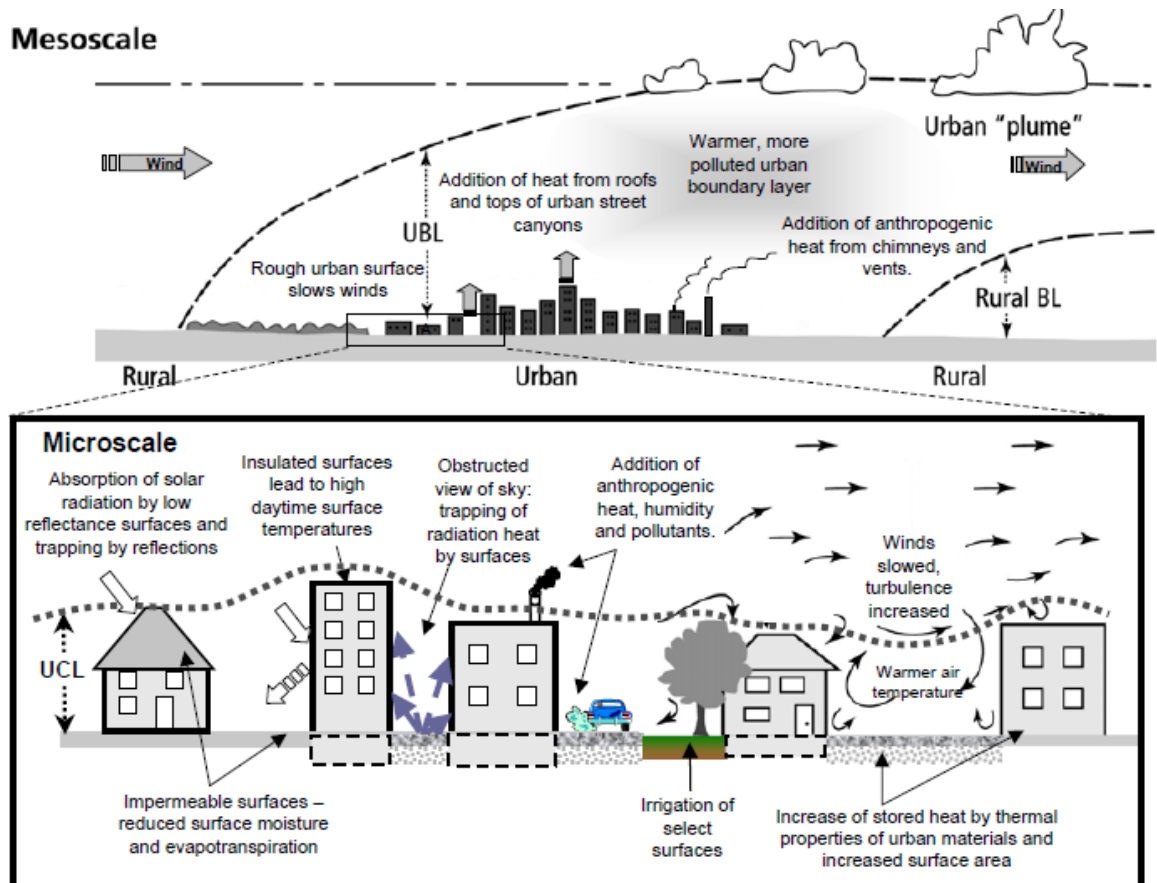 Mesoscale
Wind
UBL
Addition of heat from roofs
and tops of urban street
canyons
Warmer, more
polluted urban
boundary layer
Urban "plume"
Wind
Rough urban surface
slows winds
Addition of anthropogenic
heat from chimneys and
vents.
Rural BL
A
Rural
Urban
Rural
Microscale
Absorption of solar
radiation by low
reflectance surfaces and
trapping by reflections
Insulated surfaces
lead to high
daytime surface
temperatures
Obstructed
view of sky:
trapping of
radiation heat
by surfaces
Addition of
anthropogenic
heat, humidity
and pollutants.
Winds
slowed,
turbulence
increased
UCL
Warmer air
temperature
Impermeable surfaces –
reduced surface moisture
and evapotranspiration
Irrigation of
select
surfaces
Increase of stored heat by thermal
properties of urban materials and
increased surface area